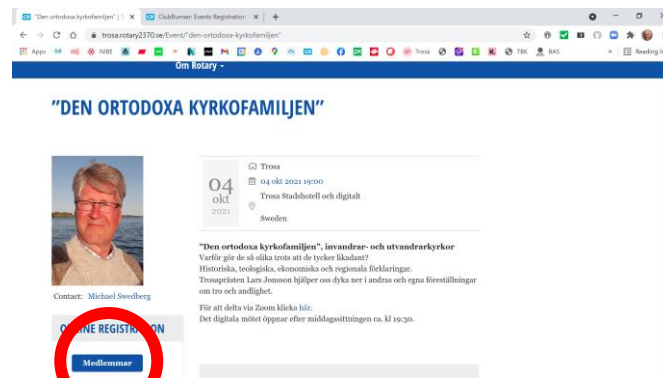 "Den ortodoxa kyrkofamiljen" | T
ClubRunner: Events Registration
trosa.rotary2370.se/Event/"den-ortodoxa-kyrkofamiljen"
Apps
NIBE
Trosa
TBK
BAS
Reading li
Om Rotary
"DEN ORTODOXA KYRKOFAMILJEN"
04
okt
2021
Trosa
04 okt 2021 19:00
Trosa Stadshotell och digitalt
Sweden
"Den ortodoxa kyrkofamiljen", invandrar- och utvandrarkyrkor
Varför gör de så olika trots att de tycker likadant?
Historiska, teologiska, ekonomiska och regionala förklaringar.
Trosaprästen Lars Jonsson hjälper oss dyka ner i andras och egna föreställningar
om tro och andlighet.
För att delta via Zoom klicka här.
Det digitala mötet öppnar efter middagssittningen ca. kl 19:30.
Contact: Michael Swedberg
REGISTRATION
Medlemmar